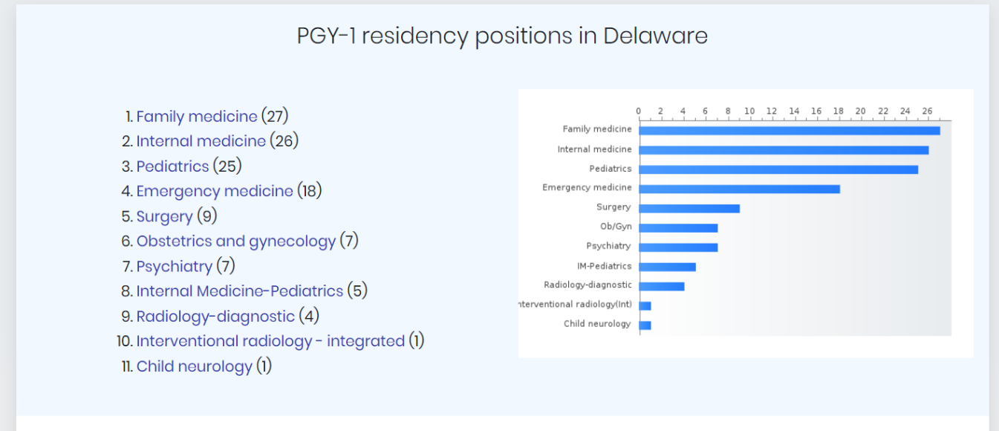 PGY-1 residency positions in Delaware
1. Family medicine (27)
2. Internal medicine (26)
3. Pediatrics (25)
4. Emergency medicine (18)
5. Surgery (9)
6. Obstetrics and gynecology (7)
7. Psychiatry (7)
8. Internal Medicine-Pediatrics (5)
9. Radiology-diagnostic (4)
10. Interventional radiology - integrated (1)
11. Child neurology (1)
0 2 4 6 8 10 12 14 16 18 20 22 24 26
Family medicine
Internal medicine
Pediatrics
Emergency medicine
Surgery
Ob/Gyn
Psychiatry
IM-Pediatrics
Radiology-diagnostic
nterventional radiology(Int)
Child neurology